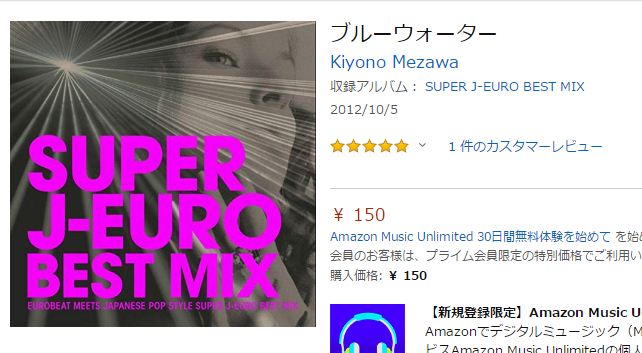 SUPER
J-EURO
BEST MIX
EUROBEAT MEETS JAPANESE POP STYLE SUPER J-EURO BEST MIX
ブルーウォーター
Kiyono Mezawa
収録アルバム： SUPER J-EURO BEST MIX
2012/10/5
1 件のカスタマーレビュー
￥ 150
Amazon Music Unlimited 30日間無料体験を始めて を始め
会員のお客様は、プライム会員限定の特別価格でご利用い
購入価格: ￥ 150
【新規登録限定】Amazon Music U
Amazonでデジタルミュージック（M
ビスAmazon Music Unlimitedの個人